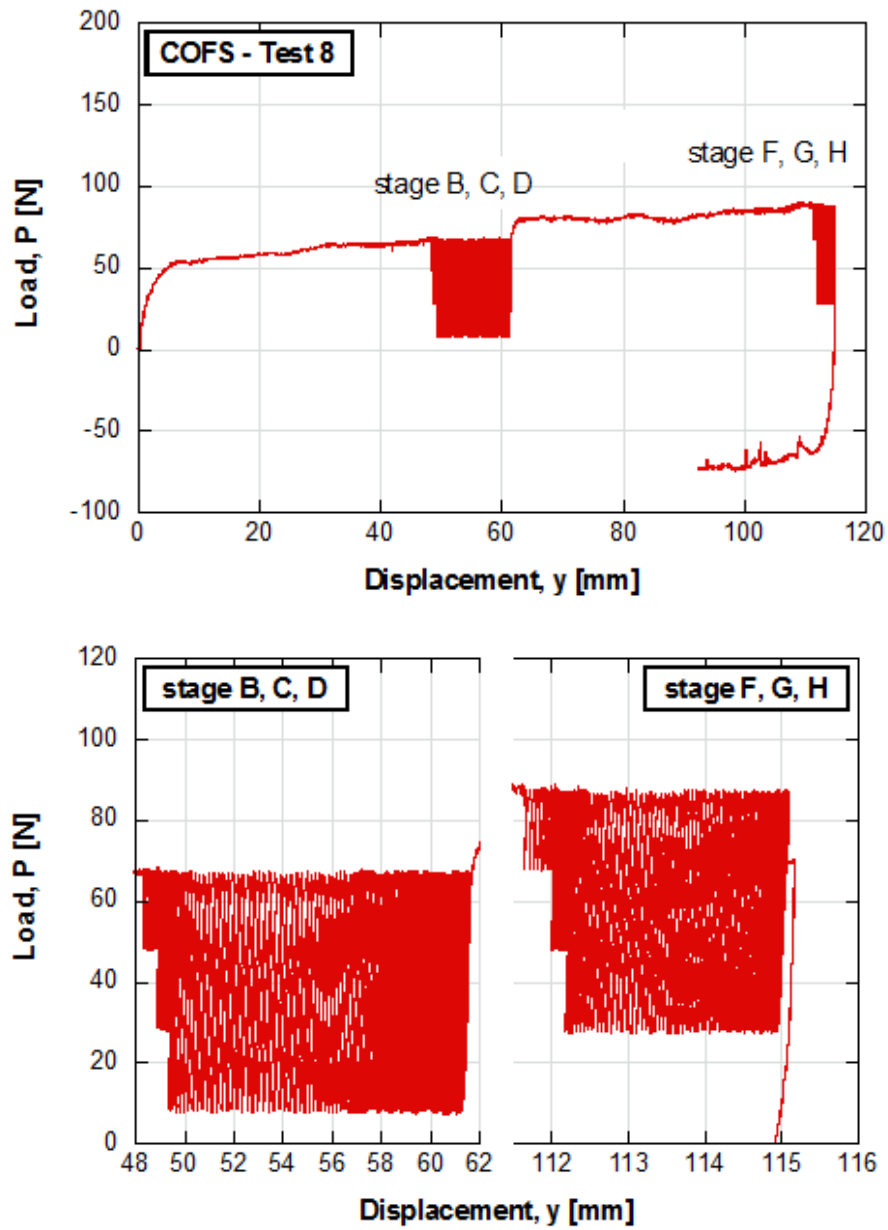 COFS - Test 8
stage F, G, H
stage B, C, D
200
150
100
50
0
-50
-100
Load, P [N]
0 20 40 60 80 100 120
Displacement, y [mm]
stage B, C, D
stage F, G, H
120
100
80
60
40
20
0
Load, P [N]
48 50 52 54 56 58 60 62 112 113 114 115 116
Displacement, y [mm]